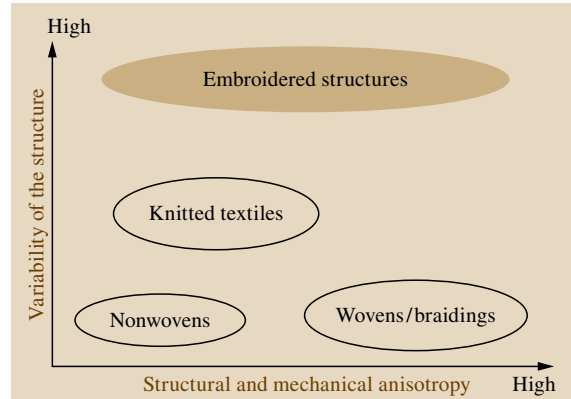 High
Embroidered structures
Variability of the structure
Knitted textiles
Nonwovens
Wovens/braidings
Structural and mechanical anisotropy
High